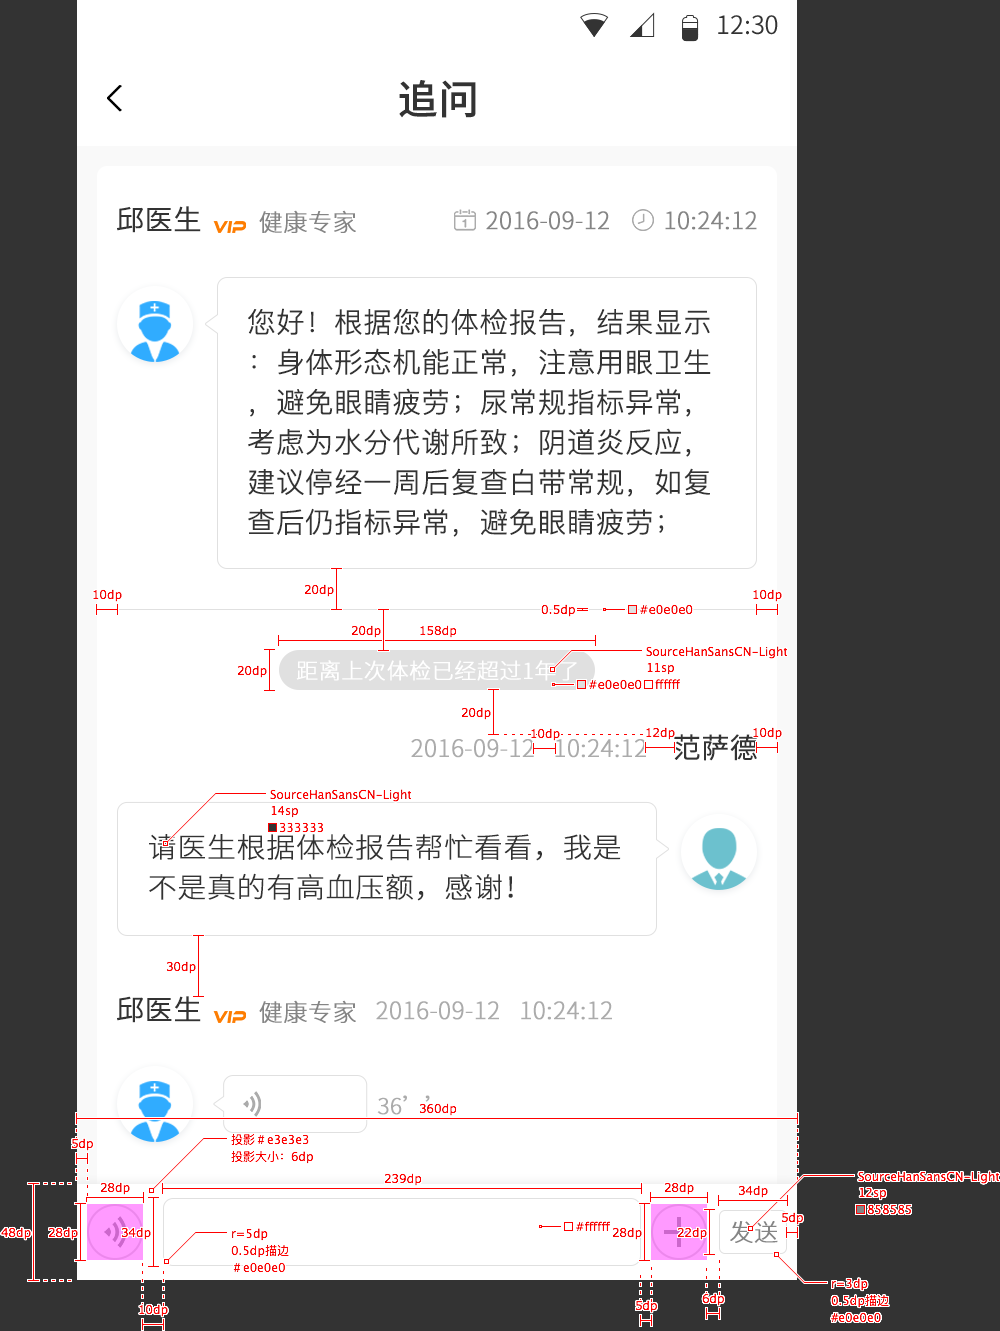 12:30
追问
邱医生 VIP 健康专家 2016-09-12 10:24:12
您好！根据您的体检报告，结果显示
：身体形态机能正常，注意用眼卫生
，避免眼睛疲劳；尿常规指标异常，
考虑为水分代谢所致；阴道炎反应，
建议停经一周后复查白带常规，如复
查后仍指标异常，避免眼睛疲劳；
20dp
10dp
10dp
0.5dp
#e0e0e0
20dp
158dp
20dp
距离上次体检已经超过1年了
SourceHanSansCN-Light
11sp
#e0e0e0 ffffff
20dp
10dp
12dp
10dp
2016-09-12 10:24:12 范萨德
SourceHanSansCN-Light
14sp
333333
请医生根据体检报告帮忙看看，我是
不是真的有高血压额，感谢！
30dp
邱医生 VIP 健康专家 2016-09-12 10:24:12
36’’
360dp
投影#e3e3e3
投影大小：6dp
5dp
28dp
239dp
28dp
34dp
SourceHanSansCN-Light
12sp
858585
48dp
28dp
34dp
r=5dp
0.5dp描边
#e0e0e0
#ffffff
28dp
22dp
发送
5dp
r=3dp
0.5dp描边
#e0e0e0
10dp
5dp
6dp